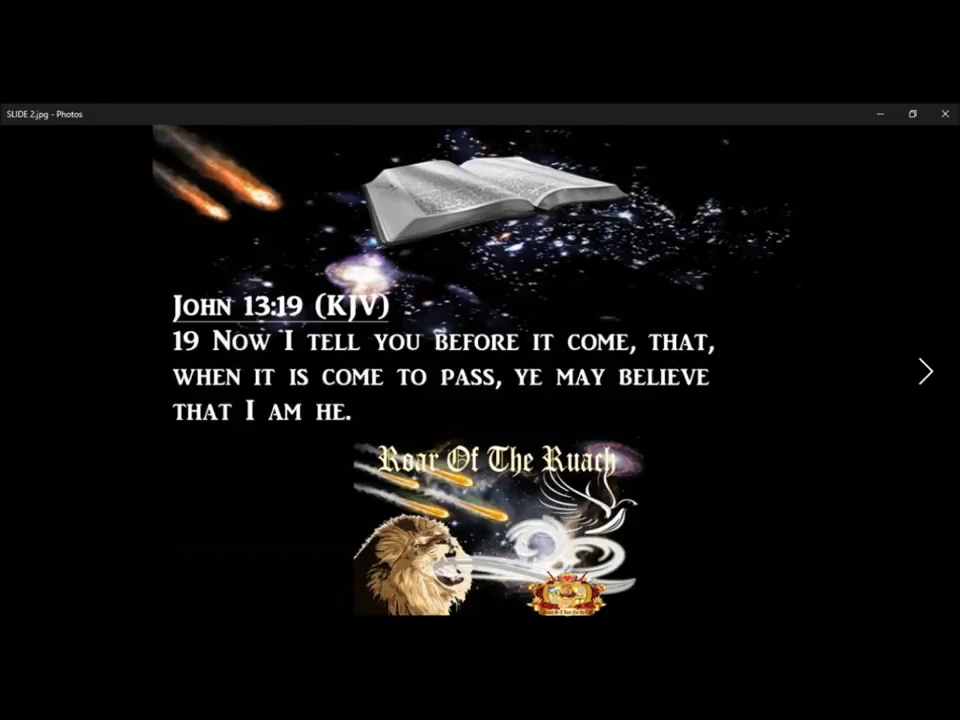 SLIDE 2.jpg - Photos
John 13:19 (KJV)
19 Now I tell you before it come, that,
when it is come to pass, ye may believe
that I am he.
Roar Of The Ruach